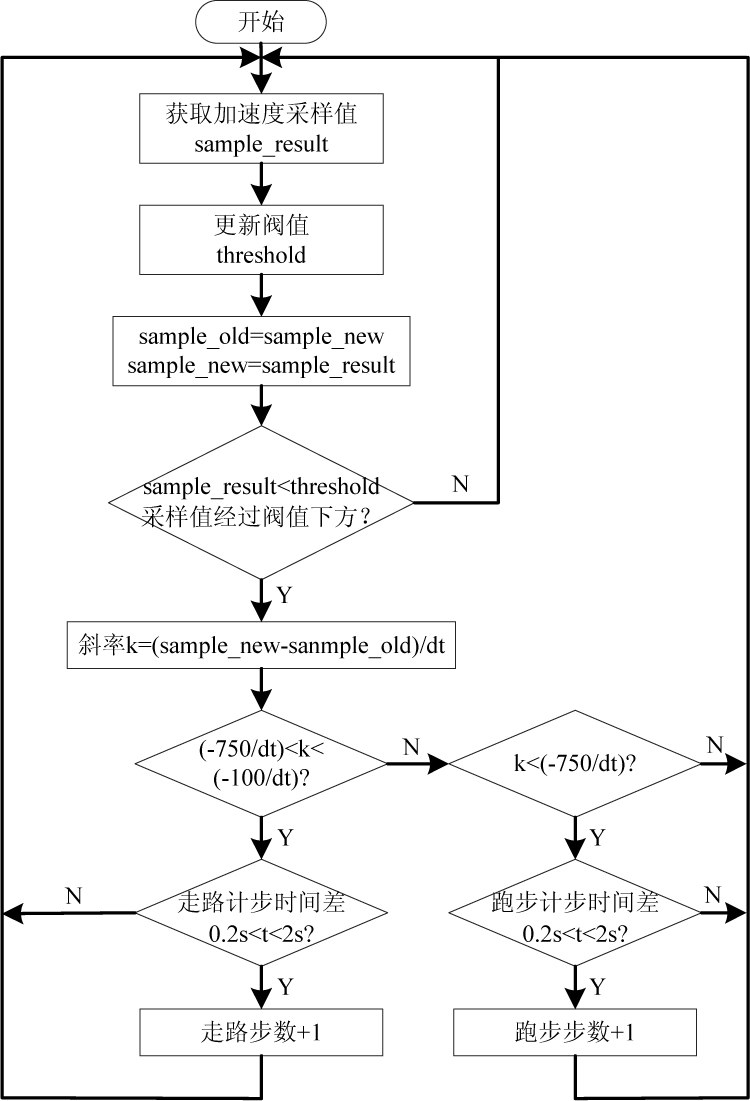 开始
获取加速度采样值
sample_result
更新阀值
threshold
sample_old=sample_new
sample_new=sample_result
sample_result<threshold
采样值经过阀值下方？
N
Y
斜率k=(sample_new-sanmple_old)/dt
(-750/dt)<k<
(-100/dt)?
N
k<(-750/dt)?
N
Y
Y
走路计步时间差
0.2s<t<2s?
N
跑步计步时间差
0.2s<t<2s?
N
Y
Y
走路步数+1
跑步步数+1